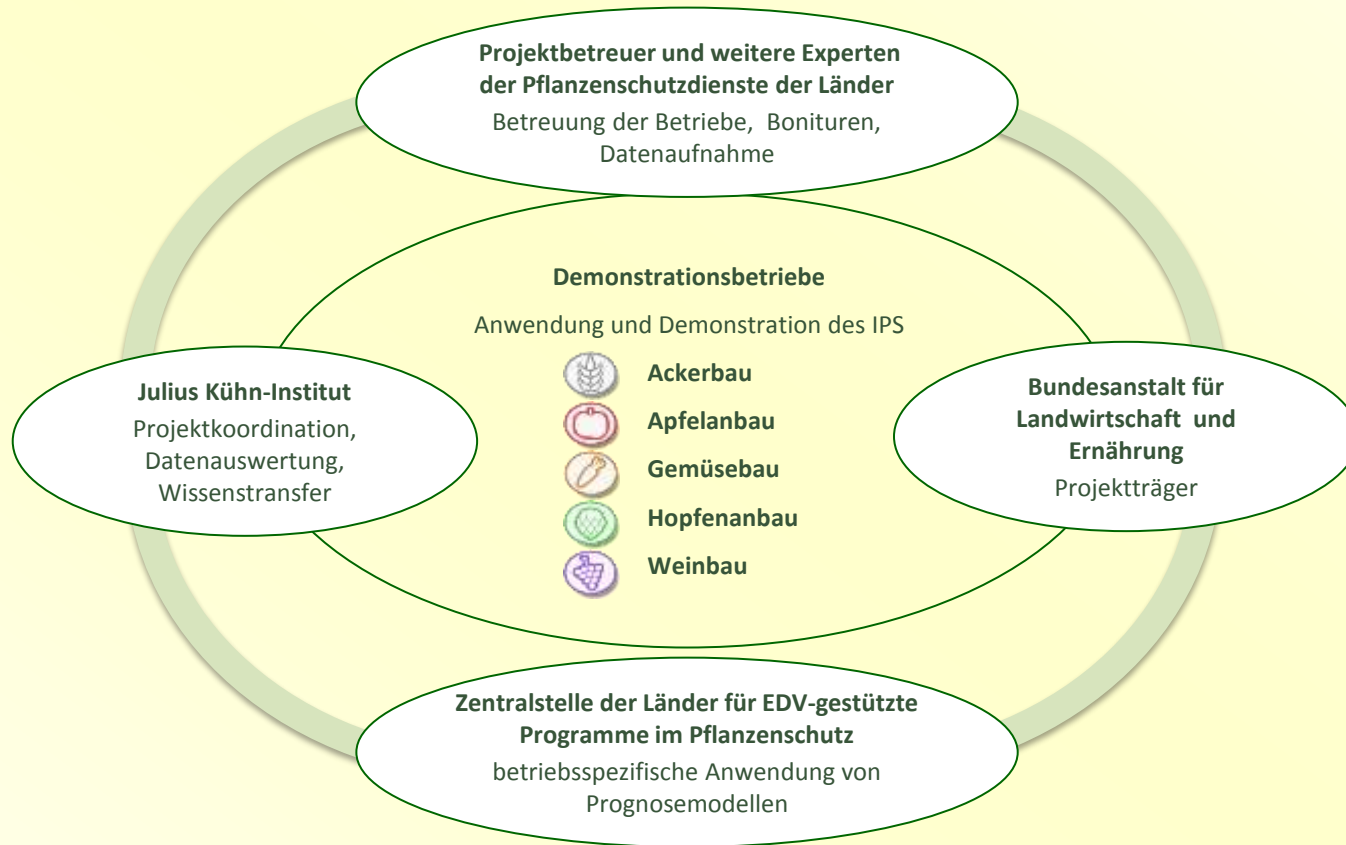 Projektbetreuer und weitere Experten
der Pflanzenschutzdienste der Länder
Betreuung der Betriebe, Bonituren,
Datenaufnahme
Demonstrationsbetriebe
Anwendung und Demonstration des IPS
Ackerbau
Apfelanbau
Gemüsebau
Hopfenanbau
Weinbau
Julius Kühn-Institut
Projektkoordination,
Datenauswertung,
Wissenstransfer
Bundesanstalt für
Landwirtschaft und
Ernährung
Projektträger
Zentralstelle der Länder für EDV-gestützte
Programme im Pflanzenschutz
betriebsspezifische Anwendung von
Prognosemodellen